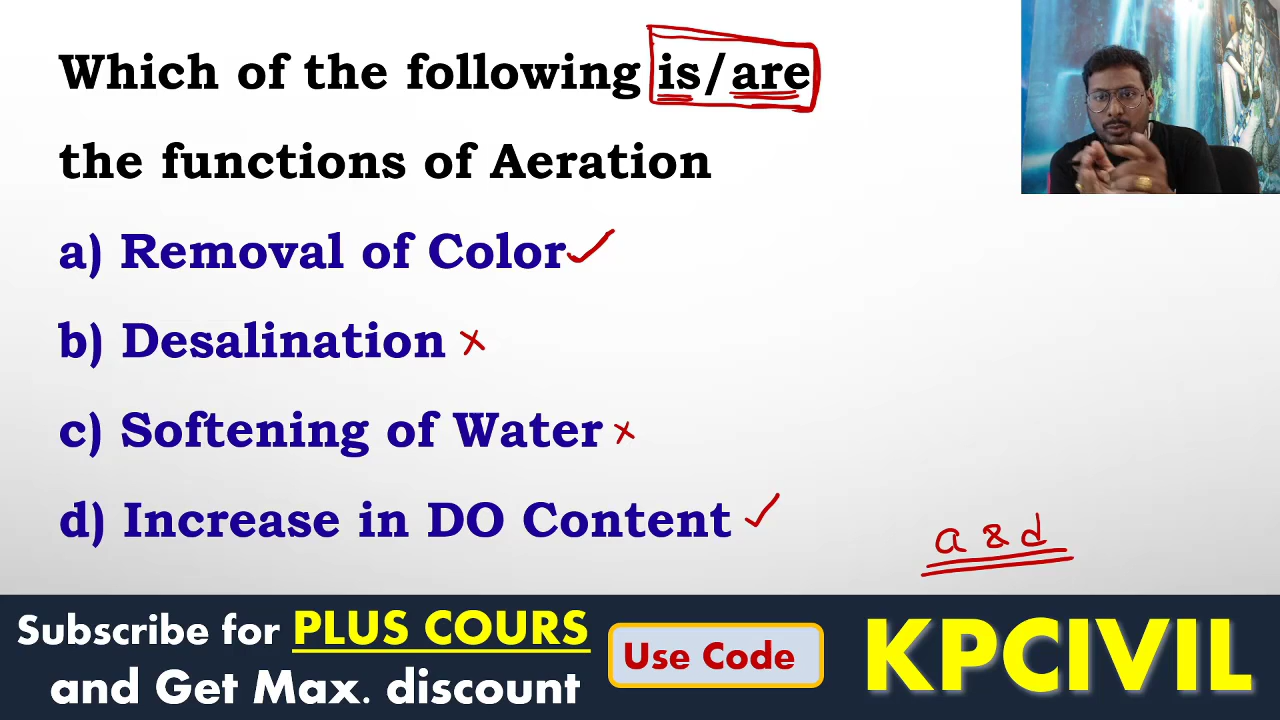 Which of the following is/are
the functions of Aeration
a) Removal of Color
b) Desalination
c) Softening of Water
d) Increase in DO Content
a & d
Subscribe for PLUS COURS
and Get Max. discount
Use Code
KPCIVIL